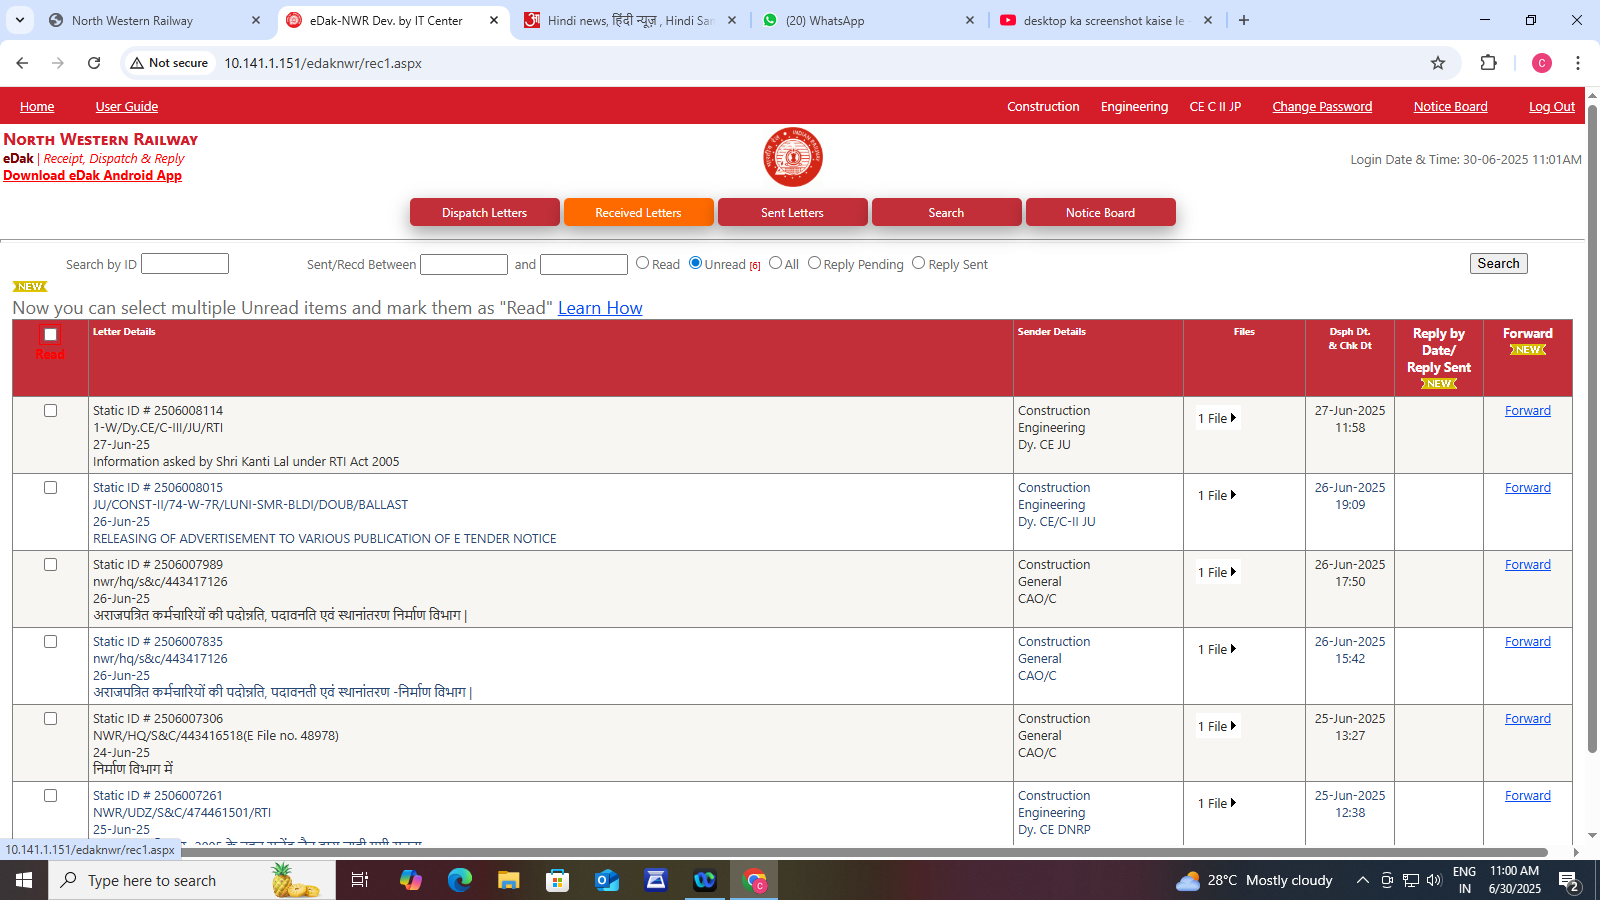 North Western Railway
eDak-NWR Dev. by IT Center
Hindi news, हिंदी न्यूज़ , Hindi Sar
(20) WhatsApp
desktop ka screenshot kaise le -
Not secure
10.141.1.151/edaknwr/rec1.aspx
C
Home
User Guide
Construction
Engineering
CE C II JP
Change Password
Notice Board
Log Out
NORTH WESTERN RAILWAY
eDak | Receipt, Dispatch & Reply
Download eDak Android App
Login Date & Time: 30-06-2025 11:01AM
Dispatch Letters
Received Letters
Sent Letters
Search
Notice Board
Search by ID
Sent/Recd Between
and
Read
Unread [6]
All
Reply Pending
Reply Sent
Search
NEW
Now you can select multiple Unread items and mark them as "Read" Learn How
Read
Letter Details
Sender Details
Files
Dsph Dt.
& Chk Dt
Reply by
Date/
Reply Sent
NEW
Forward
NEW
Static ID # 2506008114
1-W/Dy.CE/C-III/JU/RTI
27-Jun-25
Information asked by Shri Kanti Lal under RTI Act 2005
Construction
Engineering
Dy. CE JU
1 File
27-Jun-2025
11:58
Forward
Static ID # 2506008015
JU/CONST-II/74-W-7R/LUNI-SMR-BLDI/DOUB/BALLAST
26-Jun-25
RELEASING OF ADVERTISEMENT TO VARIOUS PUBLICATION OF E TENDER NOTICE
Construction
Engineering
Dy. CE/C-II JU
1 File
26-Jun-2025
19:09
Forward
Static ID # 2506007989
nwr/hq/s&c/443417126
26-Jun-25
अराजपत्रित कर्मचारियों की पदोन्नति, पदावनति एवं स्थानांतरण निर्माण विभाग |
Construction
General
CAO/C
1 File
26-Jun-2025
17:50
Forward
Static ID # 2506007835
nwr/hq/s&c/443417126
26-Jun-25
अराजपत्रित कर्मचारियों की पदोन्नति, पदावनती एवं स्थानांतरण -निर्माण विभाग |
Construction
General
CAO/C
1 File
26-Jun-2025
15:42
Forward
Static ID # 2506007306
NWR/HQ/S&C/443416518(E File no. 48978)
24-Jun-25
निर्माण विभाग में
Construction
General
CAO/C
1 File
25-Jun-2025
13:27
Forward
Static ID # 2506007261
NWR/UDZ/S&C/474461501/RTI
25-Jun-25
Construction
Engineering
Dy. CE DNRP
1 File
25-Jun-2025
12:38
Forward
10.141.1.151/edaknwr/rec1.aspx
Type here to search
28°C Mostly cloudy
ENG
IN
11:00 AM
6/30/2025
2